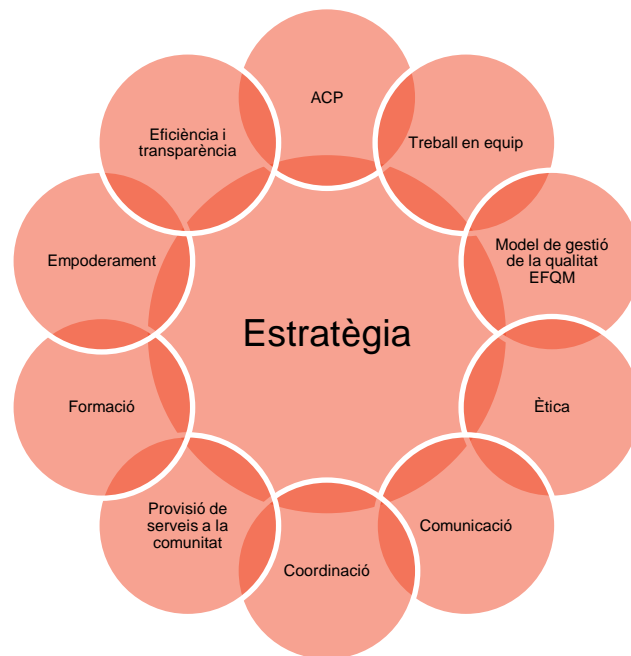 ACP
Treball en equip
Model de gestió
de la qualitat
EFQM
Ètica
Comunicació
Coordinació
Provisió de
serveis a la
comunitat
Formació
Empoderament
Eficiència i
transparència
Estratègia